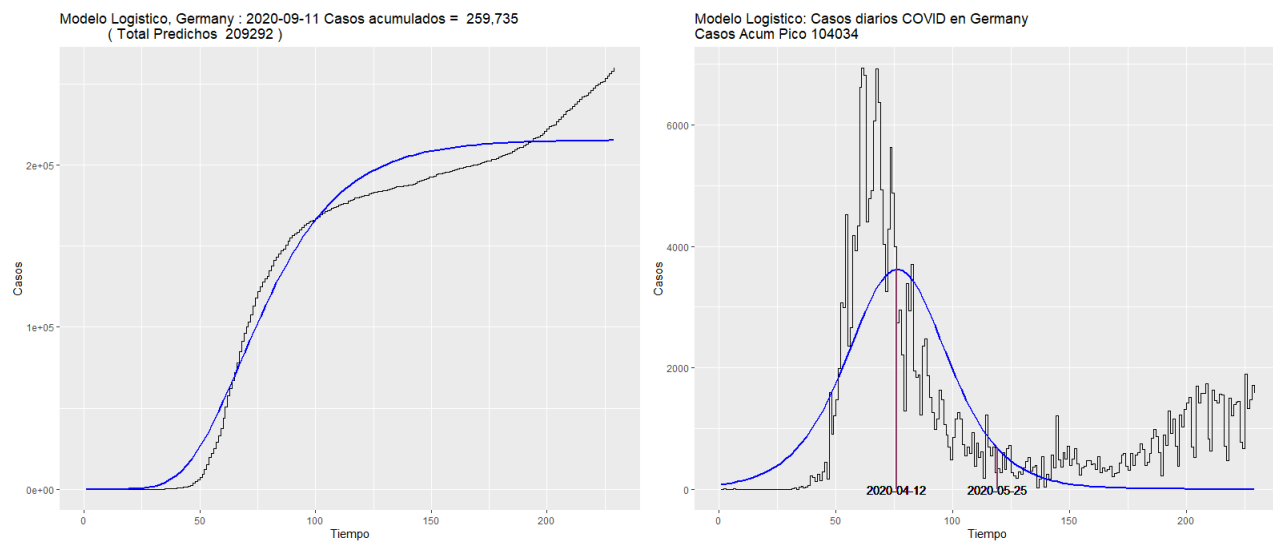 Modelo Logistico, Germany : 2020-09-11 Casos acumulados =  259,735
( Total Predichos  209292 )
Casos
2e+05
1e+05
0e+00
0
50
100
150
200
Tiempo
Modelo Logistico: Casos diarios COVID en Germany
Casos Acum Pico 104034
Casos
6000
4000
2000
0
2020-04-12
2020-05-25
0
50
100
150
200
Tiempo